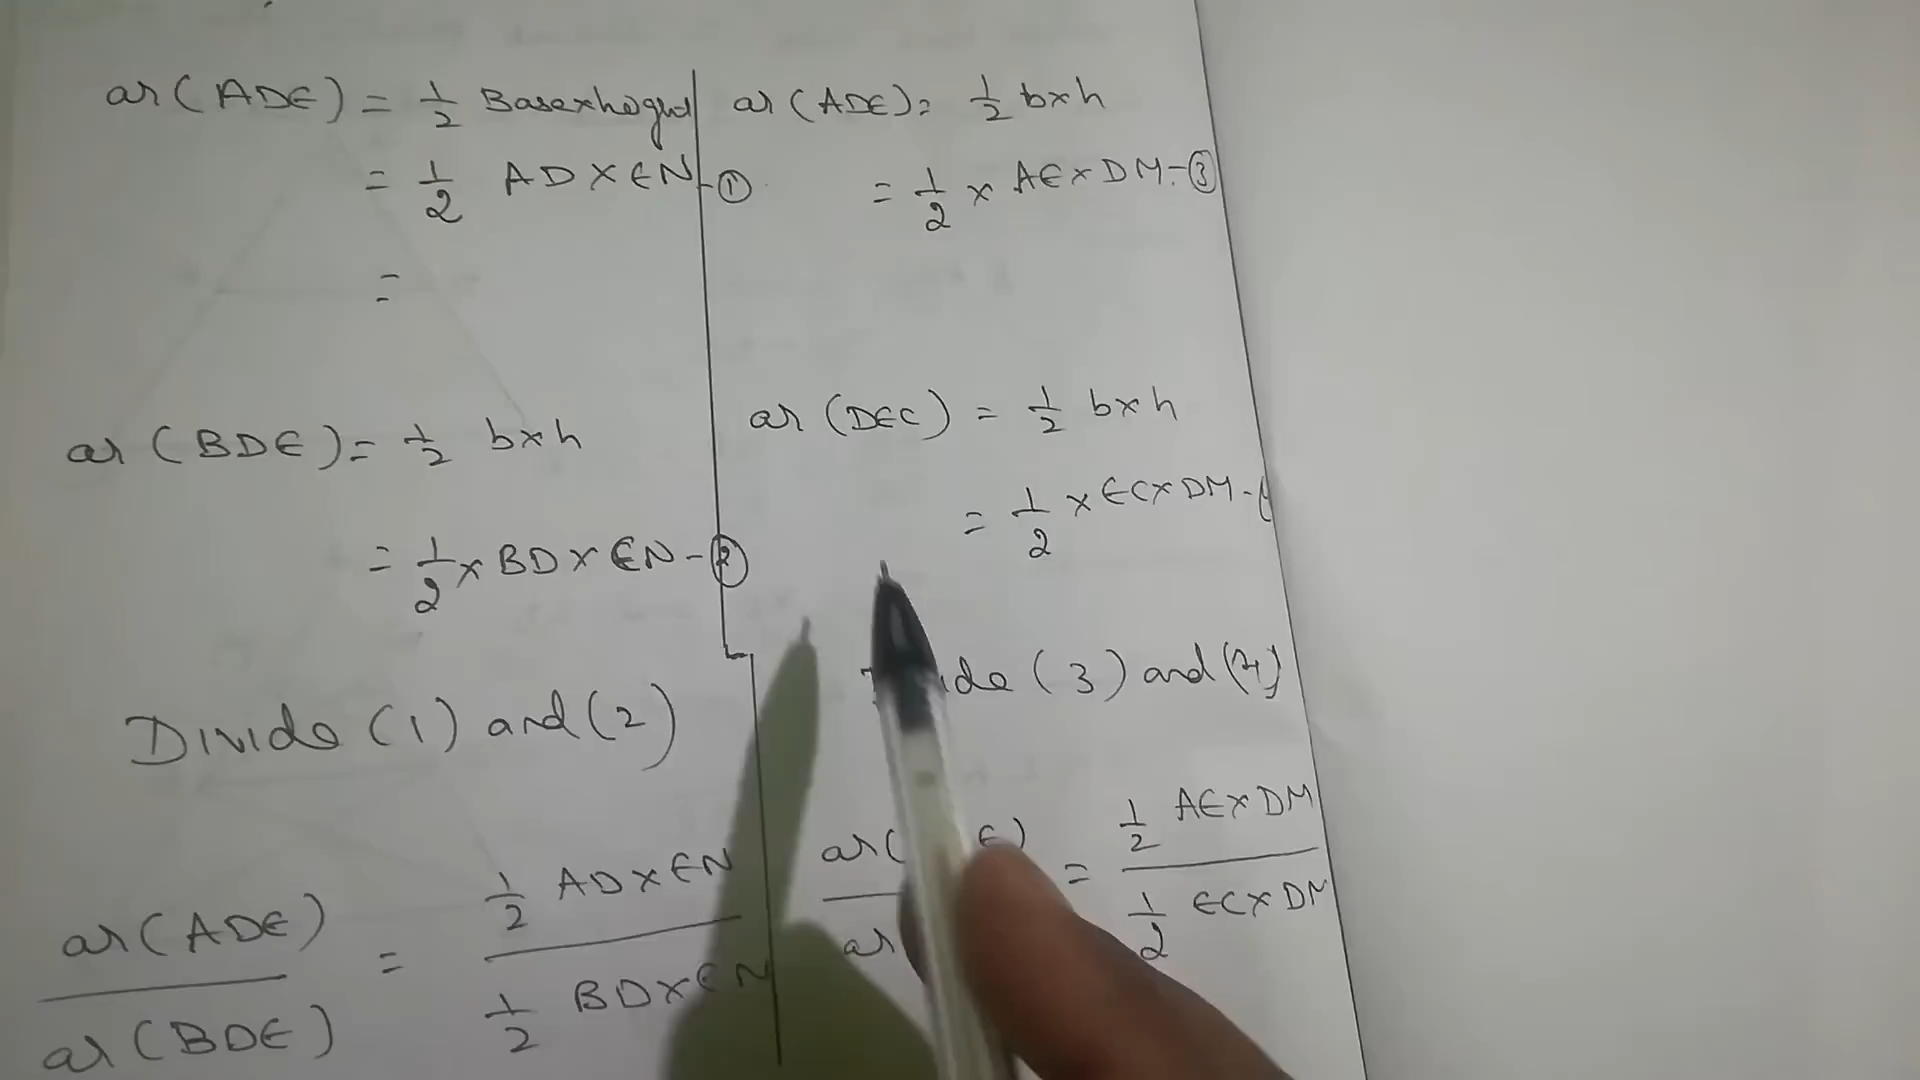 ar(ADE) = 1/2 Base×heght
= 1/2 AD×EN-①
=
ar(BDE)= 1/2 b×h
= 1/2×BD×EN-②
Divide (1) and (2)
ar(ADE)/ar(BDE) = 1/2 AD×EN / 1/2 BD×EN
ar(ADE)= 1/2 b×h
= 1/2×AE×DM-③
ar(DEC) = 1/2 b×h
= 1/2×EC×DM-
(3) and (4)
ar( E)/ar = 1/2 AE×DM / 1/2 EC×DM